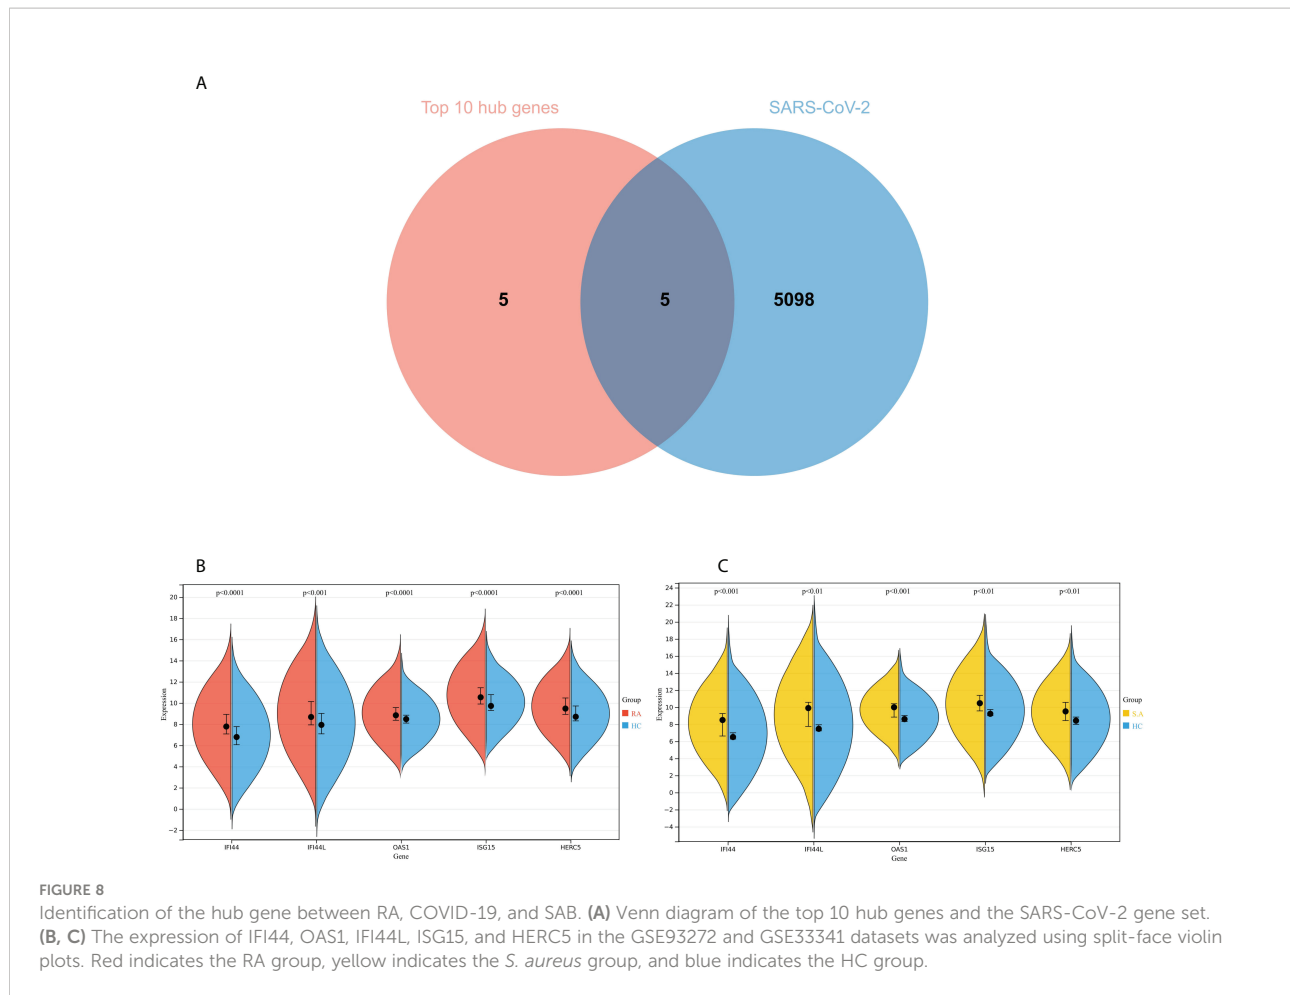 A
Top 10 hub genes
SARS-CoV-2
5
5
5098
B
p<0.0001
p<0.001
p<0.0001
p<0.0001
p<0.0001
20
18
16
14
12
10
8
6
4
2
0
−2
Expression
IFI44
IFI44L
OAS1
ISG15
HERC5
Gene
Group
RA
HC
C
p<0.001
p<0.01
p<0.001
p<0.01
p<0.01
24
22
20
18
16
14
12
10
8
6
4
2
0
−2
−4
Expression
IFI44
IFI44L
OAS1
ISG15
HERC5
Gene
Group
S.A
HC
FIGURE 8
Identification of the hub gene between RA, COVID-19, and SAB. (A) Venn diagram of the top 10 hub genes and the SARS-CoV-2 gene set.
(B, C) The expression of IFI44, OAS1, IFI44L, ISG15, and HERC5 in the GSE93272 and GSE33341 datasets was analyzed using split-face violin
plots. Red indicates the RA group, yellow indicates the S. aureus group, and blue indicates the HC group.